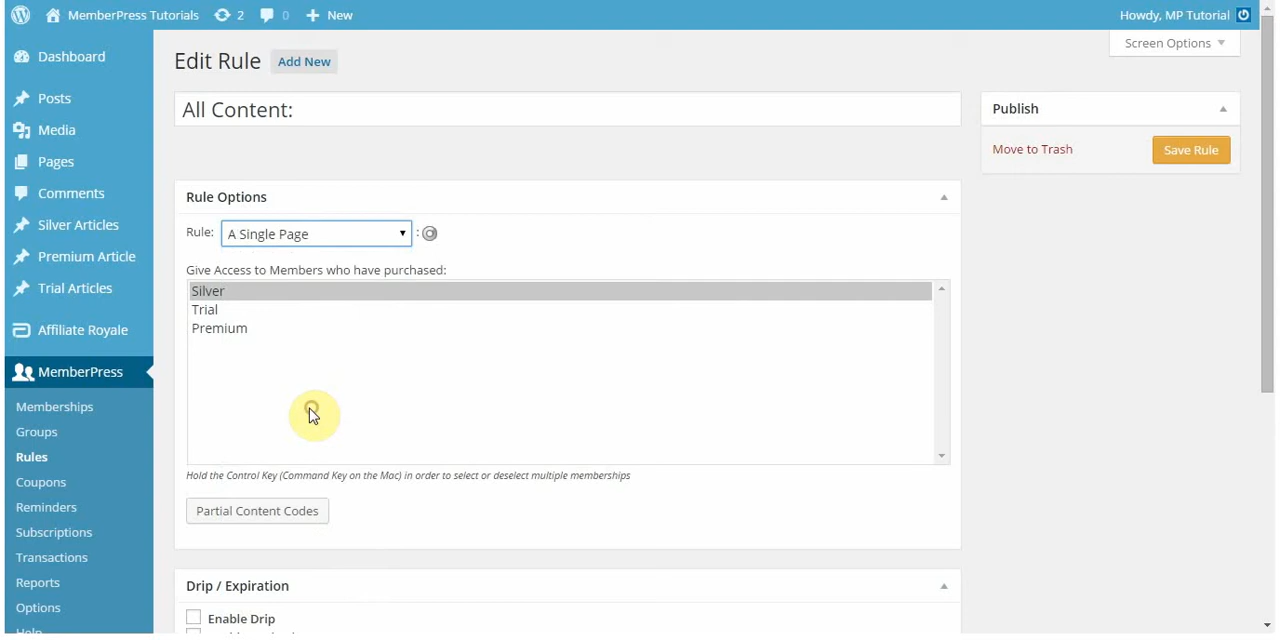 MemberPress Tutorials 2 0 New Howdy, MP Tutorial
Screen Options
Dashboard
Posts
Media
Pages
Comments
Silver Articles
Premium Article
Trial Articles
Affiliate Royale
MemberPress
Memberships
Groups
Rules
Coupons
Reminders
Subscriptions
Transactions
Reports
Options
Help
Edit Rule Add New
All Content:
Rule Options
Rule: A Single Page :
Give Access to Members who have purchased:
Silver
Trial
Premium
Hold the Control Key (Command Key on the Mac) in order to select or deselect multiple memberships
Partial Content Codes
Drip / Expiration
Enable Drip
Publish
Move to Trash Save Rule